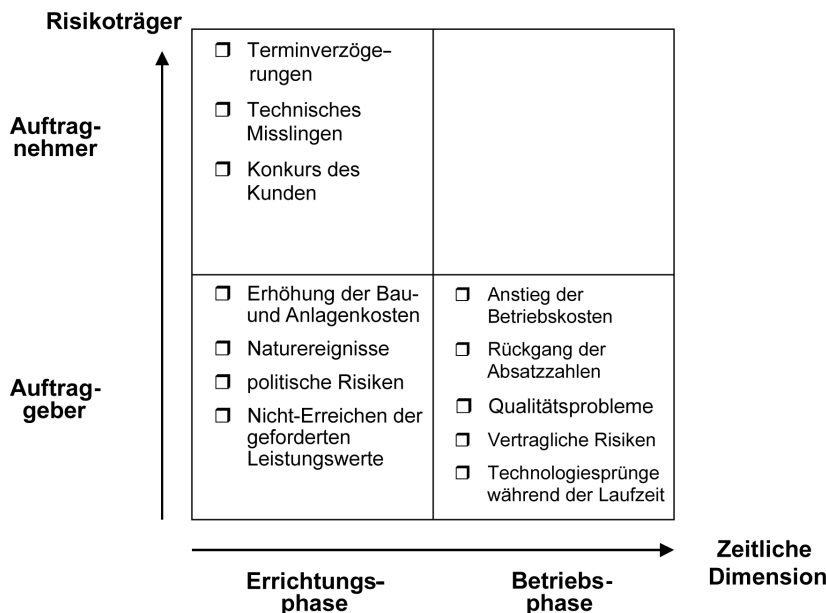 Risikoträger
Auftrag-
nehmer
Terminverzöge-
rungen
Technisches
Misslingen
Konkurs des
Kunden
Auftrag-
geber
Erhöhung der Bau-
und Anlagenkosten
Naturereignisse
politische Risiken
Nicht-Erreichen der
geforderten
Leistungswerte
Anstieg der
Betriebskosten
Rückgang der
Absatzzahlen
Qualitätsprobleme
Vertragliche Risiken
Technologiesprünge
während der Laufzeit
Errichtungs-
phase
Betriebs-
phase
Zeitliche
Dimension